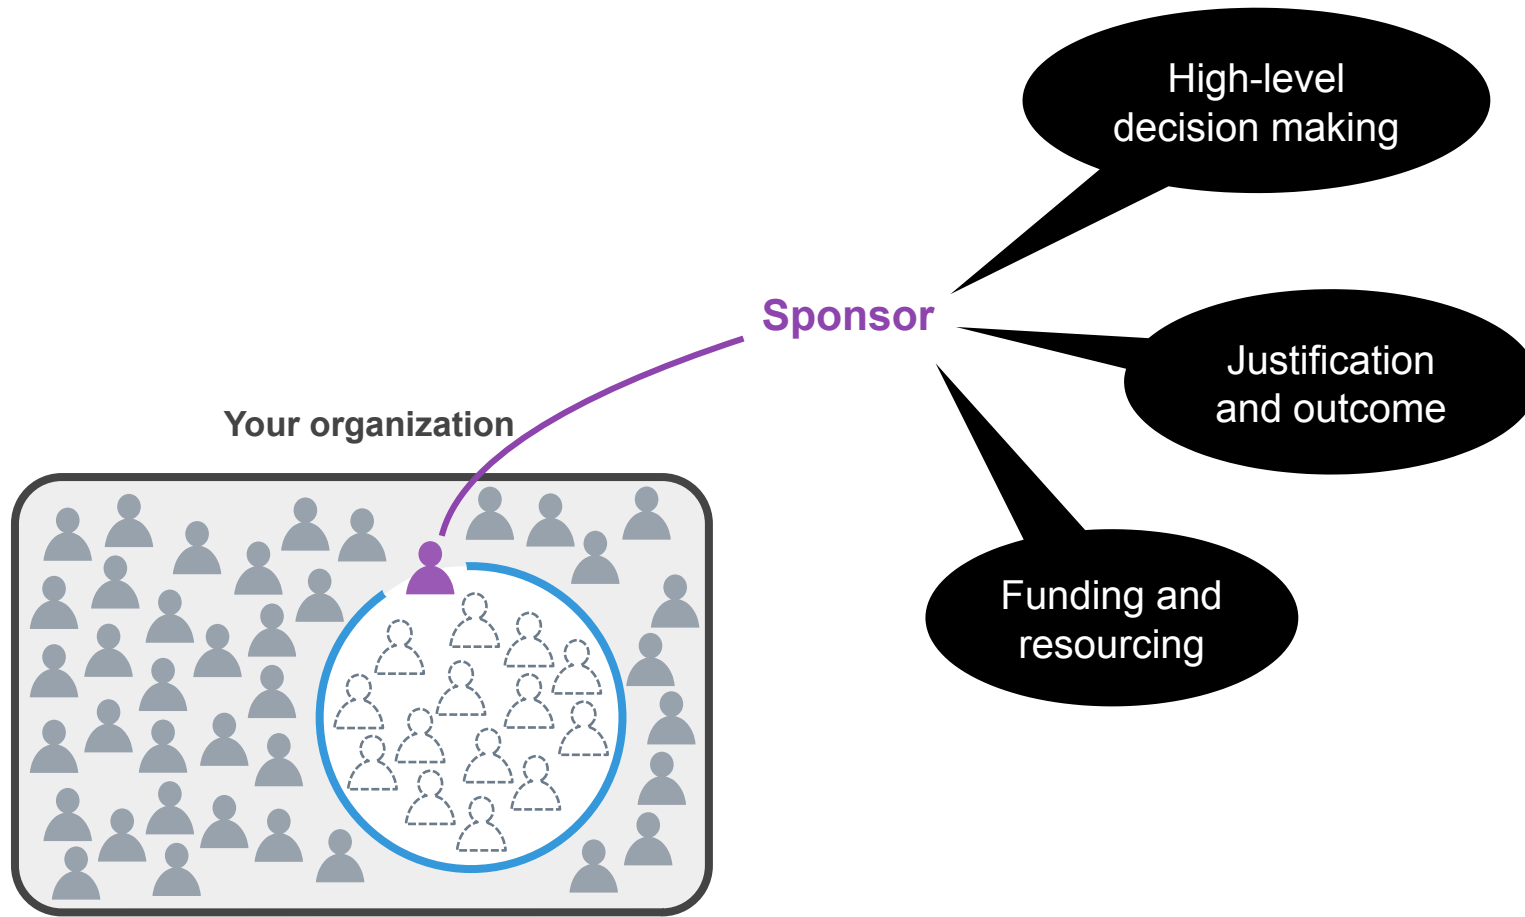 High-level
decision making
Sponsor
Justification
and outcome
Your organization
Funding and
resourcing